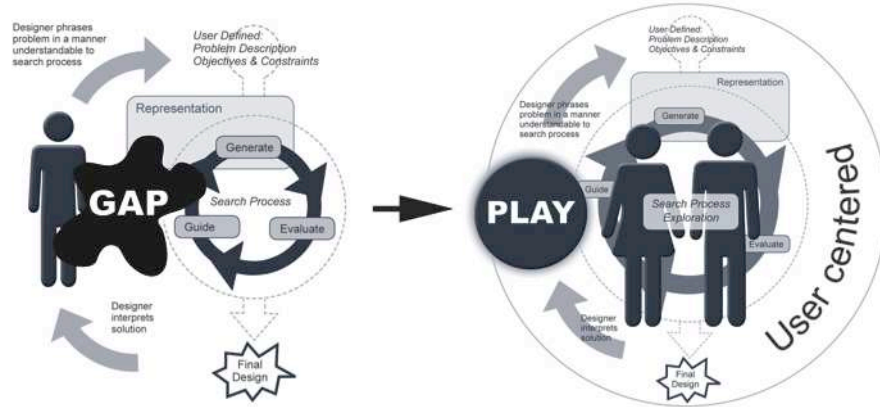 Designer phrases
problem in a manner
understandable to
search process
User Defined:
Problem Description
Objectives & Constraints
Representation
Generate
GAP
Search Process
Guide
Evaluate
Designer
interprets
solution
Final
Design
User Defined:
Problem Description
Objectives & Constraints
Representation
Designer phrases
problem in a manner
understandable to
search process
Generate
PLAY
Guide
Search Process
Exploration
Evaluate
Designer
interprets
solution
Final
Design
User centered